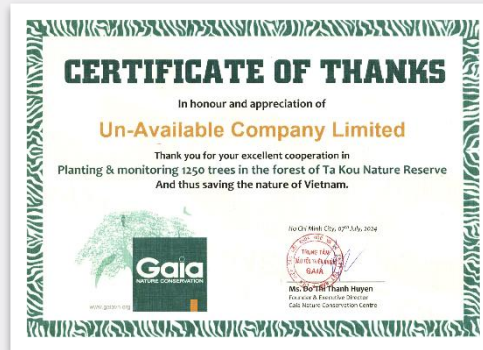 CERTIFICATE OF THANKS
In honour and appreciation of
Un-Available Company Limited
Thank you for your excellent cooperation in
Planting & monitoring 1250 trees in the forest of Ta Kou Nature Reserve
And thus saving the nature of Vietnam.
Ho Chi Minh City, 07th July, 2024
TRUNG TÂM
GAIA
Gaia
NATURE CONSERVATION
Ms. Do Thi Thanh Huyen
Founder & Executive Director
Gaia Nature Conservation Centre